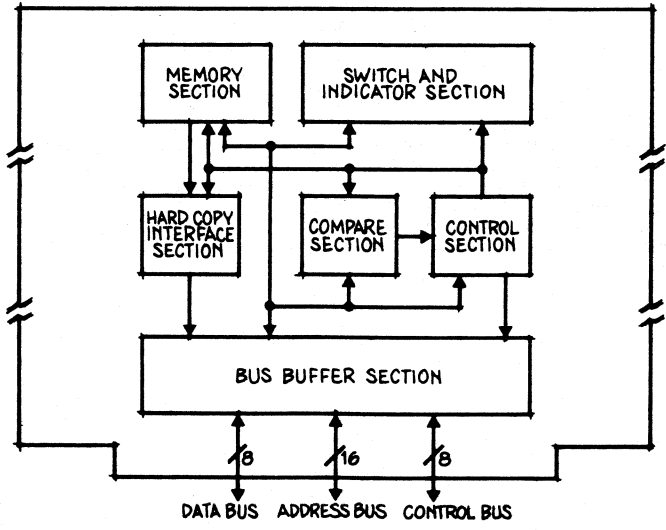 MEMORY
SECTION
SWITCH AND
INDICATOR SECTION
HARD COPY
INTERFACE
SECTION
COMPARE
SECTION
CONTROL
SECTION
BUS BUFFER SECTION
8
16
8
DATA BUS
ADDRESS BUS
CONTROL BUS